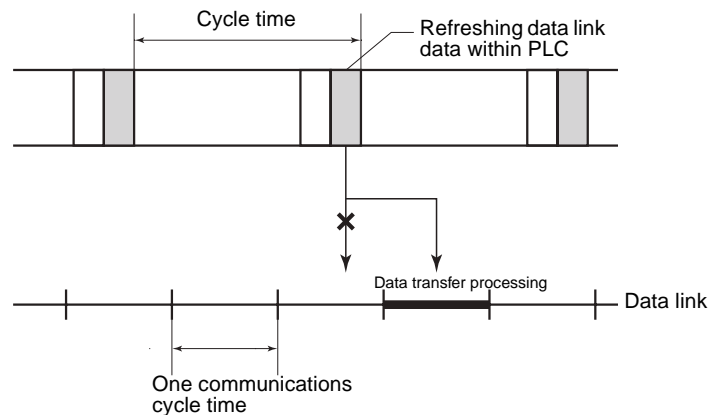 Cycle time
Refreshing data link
data within PLC
Data transfer processing
Data link
One communications
cycle time